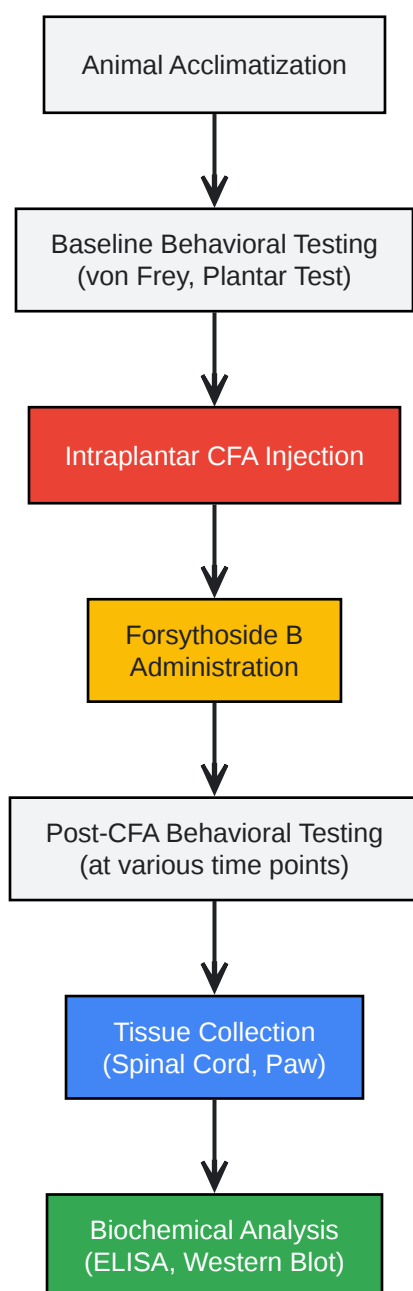 Animal Acclimatization
Baseline Behavioral Testing
(von Frey, Plantar Test)
Intraplantar CFA Injection
Forsythoside B
Administration
Post-CFA Behavioral Testing
(at various time points)
Tissue Collection
(Spinal Cord, Paw)
Biochemical Analysis
(ELISA, Western Blot)